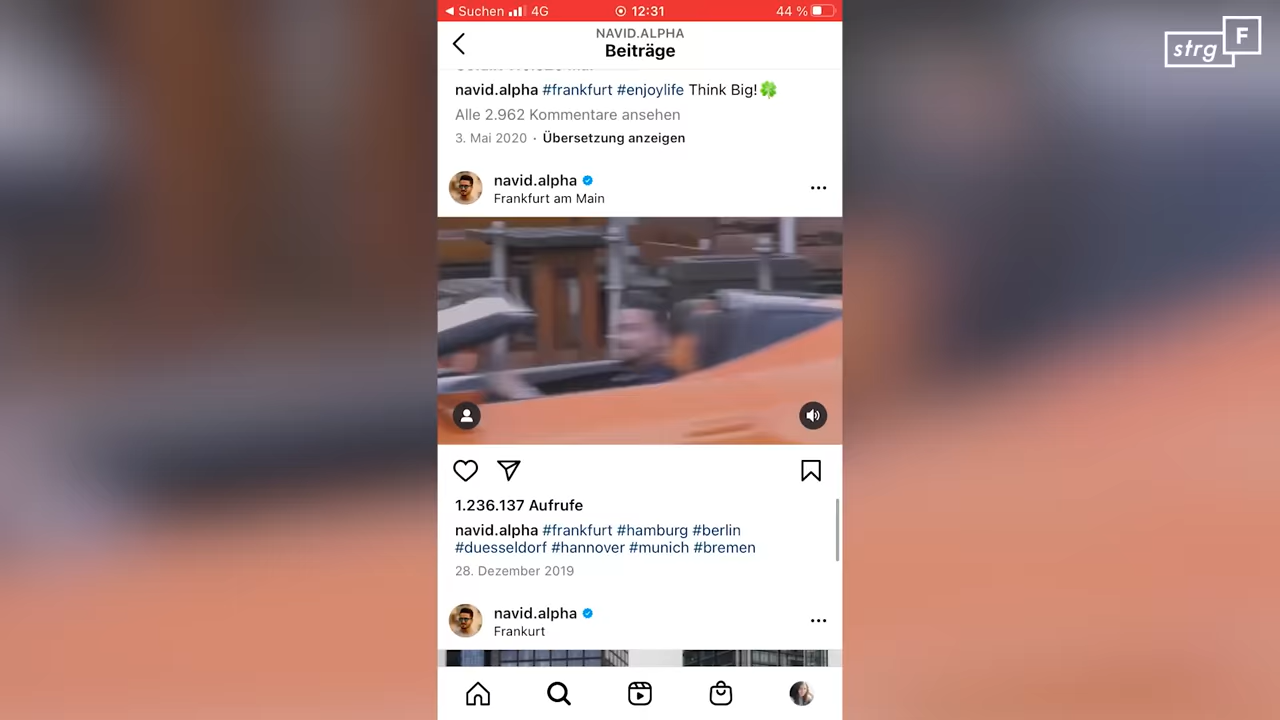 Suchen 4G 12:31 44 %
strg F
NAVID.ALPHA
Beiträge
navid.alpha #frankfurt #enjoylife Think Big!🍀
Alle 2.962 Kommentare ansehen
3. Mai 2020 · Übersetzung anzeigen
navid.alpha
Frankfurt am Main
1.236.137 Aufrufe
navid.alpha #frankfurt #hamburg #berlin
#duesseldorf #hannover #munich #bremen
28. Dezember 2019
navid.alpha
Frankurt